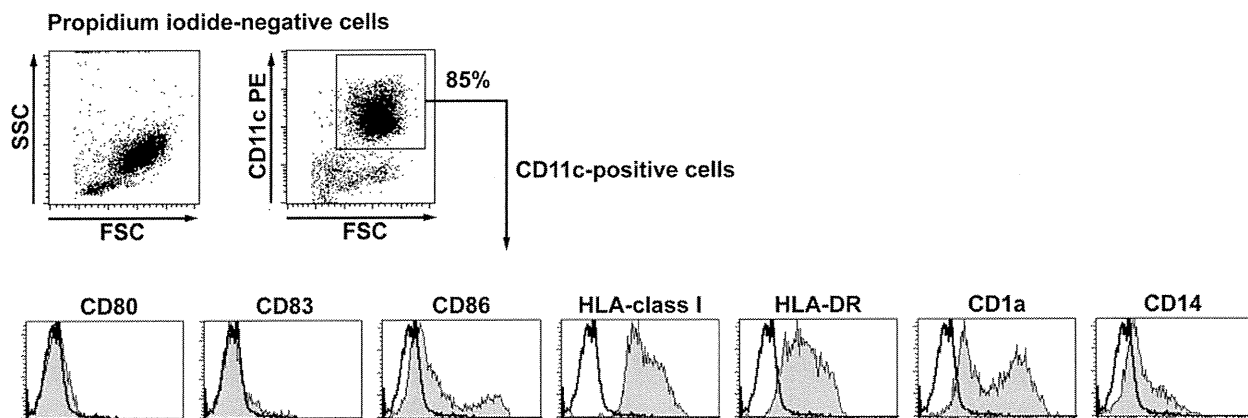 Propidium iodide-negative cells
SSC
FSC
CD11c PE
FSC
85%
CD11c-positive cells
CD80
CD83
CD86
HLA-class I
HLA-DR
CD1a
CD14